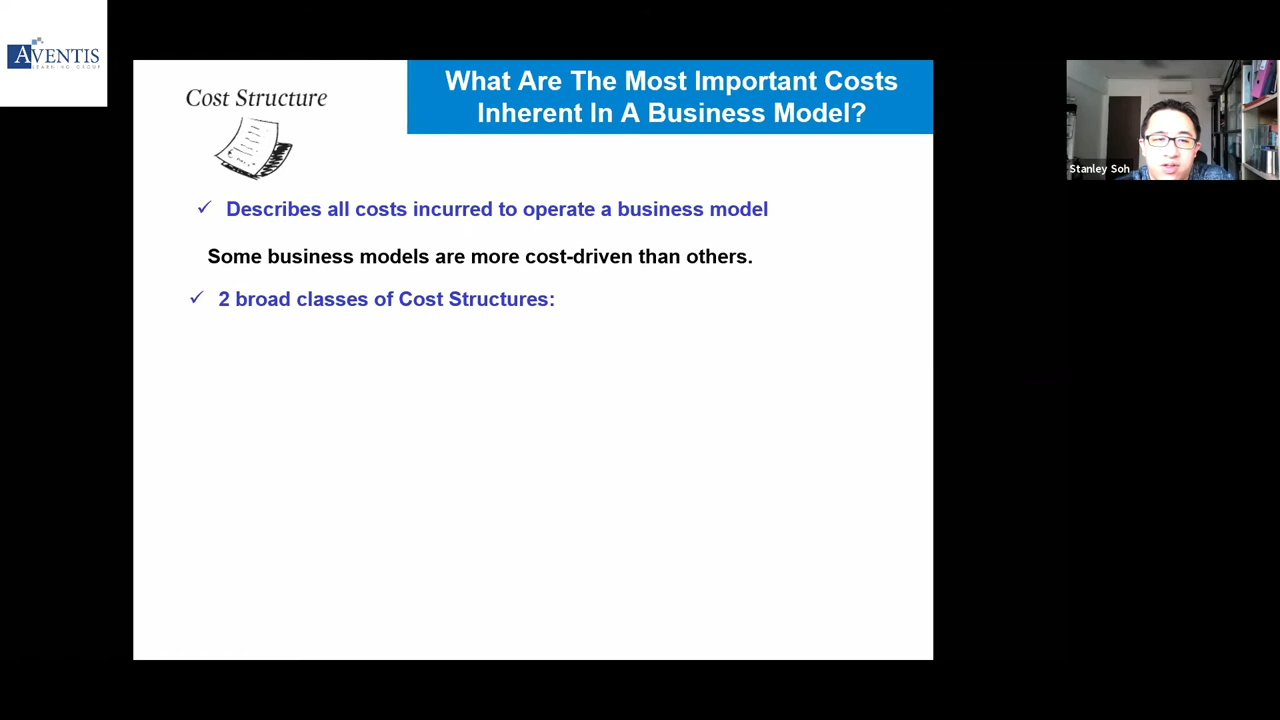 AVENTIS
LEARNING GROUP
Cost Structure
What Are The Most Important Costs
Inherent In A Business Model?
Stanley Soh
✓ Describes all costs incurred to operate a business model
Some business models are more cost-driven than others.
✓ 2 broad classes of Cost Structures: